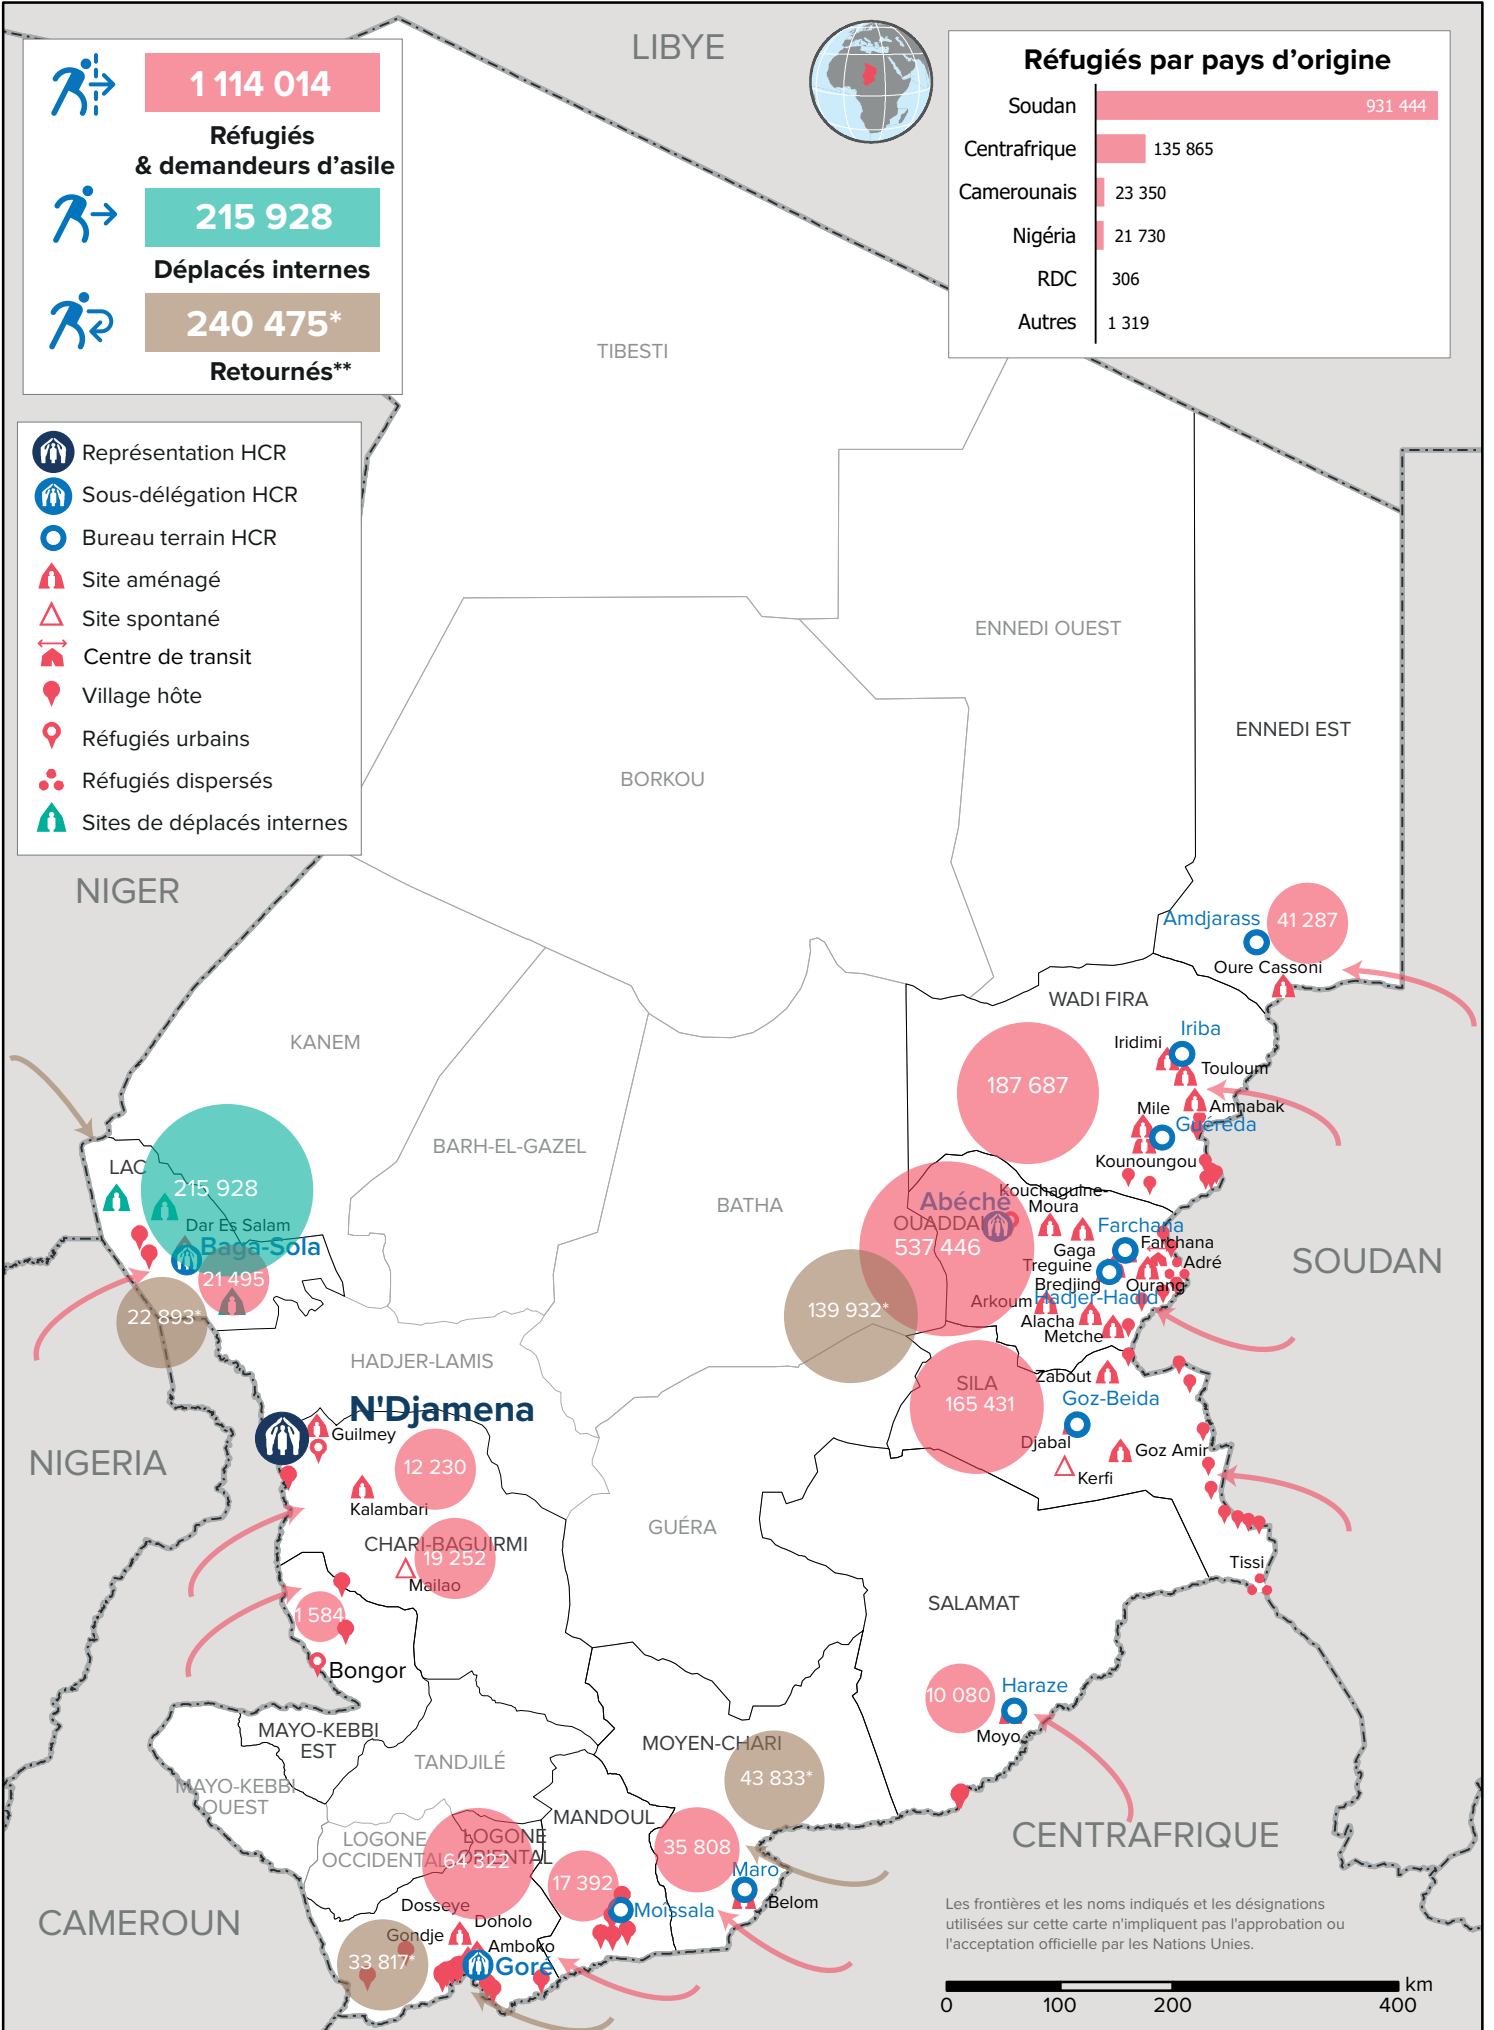 LIBYE
1 114 014
Réfugiés
& demandeurs d'asile
215 928
Déplacés internes
240 475*
Retournés**
Réfugiés par pays d'origine
Soudan 931 444
Centrafrique 135 865
Camerounais 23 350
Nigéria 21 730
RDC 306
Autres 1 319
Représentation HCR
Sous-délégation HCR
Bureau terrain HCR
Site aménagé
Site spontané
Centre de transit
Village hôte
Réfugiés urbains
Réfugiés dispersés
Sites de déplacés internes
TIBESTI
ENNEDI OUEST
ENNEDI EST
BORKOU
NIGER
Amdjarass
41 287
Oure Cassoni
WADI FIRA
KANEM
Iriba
Iridimi
Touloum
187 687
Amnabak
Mile
Guéréda
BARH-EL-GAZEL
Kounoungou
LAC
215 928
BATHA
Kouchaguine-
Moura
Abéché
OUADDAI
537 446
Dar Es Salam
Baga-Sola
21 495
22 893*
Farchana
Farchana
Gaga
Adré
Treguine
Bredjing
Ourang
Hadjer-Hadid
Arkoum
Alacha
Metche
SOUDAN
139 932*
HADJER-LAMIS
Zabout
SILA
165 431
Goz-Beida
N'Djamena
Guilmey
Djabal
Goz Amir
Kerfi
NIGERIA
12 230
Kalambari
GUÉRA
CHARI-BAGUIRMI
19 252
Mailao
Tissi
1 584
SALAMAT
Bongor
10 080
Haraze
Moyo
MAYO-KEBBI
EST
MOYEN-CHARI
TANDJILÉ
43 833*
MAYO-KEBBI
OUEST
MANDOUL
CENTRAFRIQUE
LOGONE
OCCIDENTAL
LOGONE
ORIENTAL
64 322
35 808
17 392
Maro
Belom
Moissala
Dosseye
Doholo
CAMEROUN
Gondje
Amboko
Goré
33 817*
Les frontières et les noms indiqués et les désignations
utilisées sur cette carte n'impliquent pas l'approbation ou
l'acceptation officielle par les Nations Unies.
km
0 100 200 400